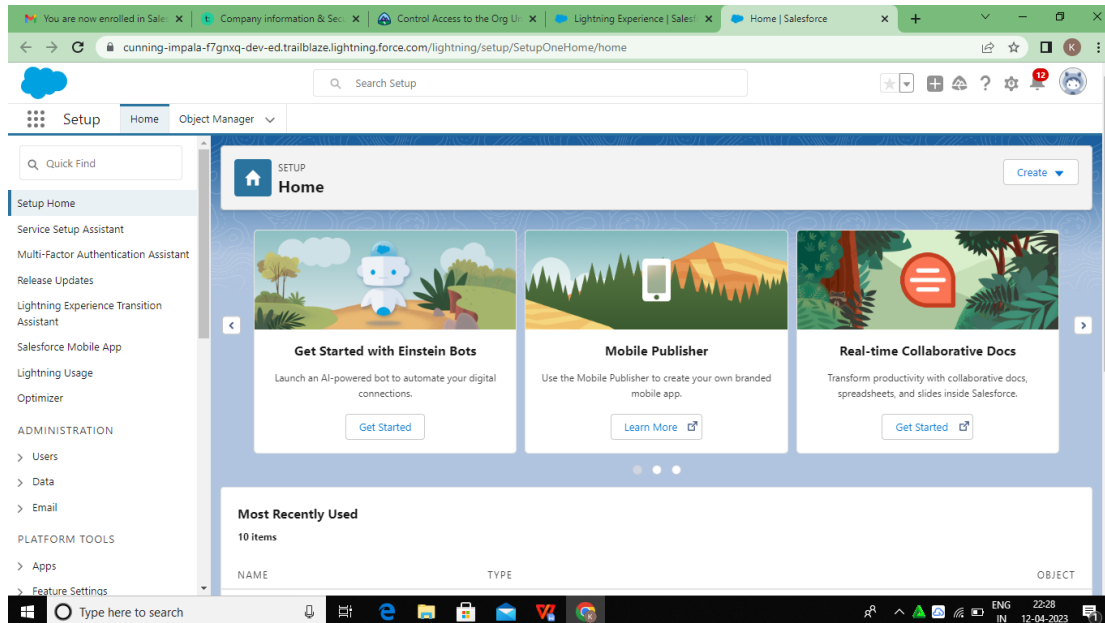 You are now enrolled in Sales
Company information & Secu
Control Access to the Org Un
Lightning Experience | Salesf
Home | Salesforce
cunning-impala-f7gnxq-dev-ed.trailblaze.lightning.force.com/lightning/setup/SetupOneHome/home
K
Search Setup
12
Setup
Home
Object Manager
Quick Find
Setup Home
Service Setup Assistant
Multi-Factor Authentication Assistant
Release Updates
Lightning Experience Transition
Assistant
Salesforce Mobile App
Lightning Usage
Optimizer
ADMINISTRATION
Users
Data
Email
PLATFORM TOOLS
Apps
Feature Settings
SETUP
Home
Create
Get Started with Einstein Bots
Launch an AI-powered bot to automate your digital
connections.
Get Started
Mobile Publisher
Use the Mobile Publisher to create your own branded
mobile app.
Learn More
Real-time Collaborative Docs
Transform productivity with collaborative docs,
spreadsheets, and slides inside Salesforce.
Get Started
Most Recently Used
10 items
NAME
TYPE
OBJECT
Type here to search
ENG
IN
22:28
12-04-2023